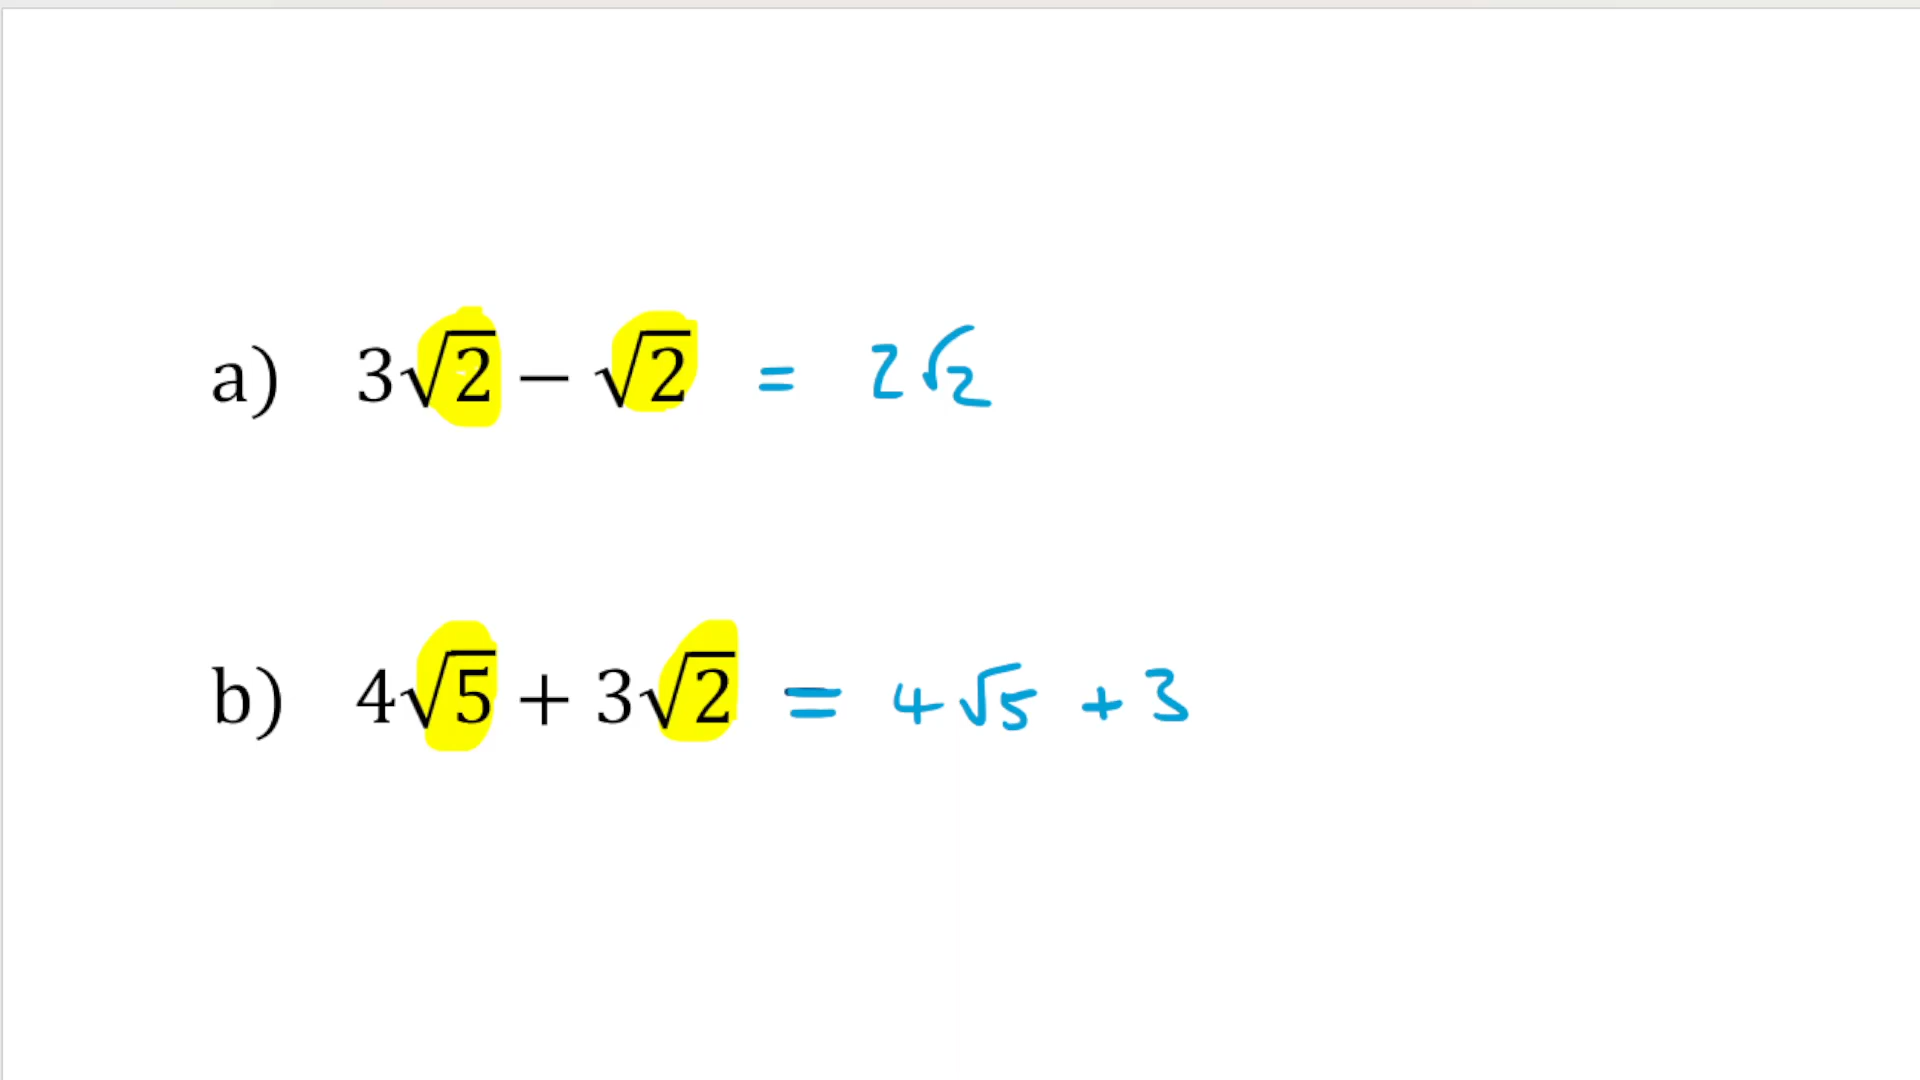 a) 3√2 − √2 = 2√2
b) 4√5 + 3√2 = 4√5 + 3